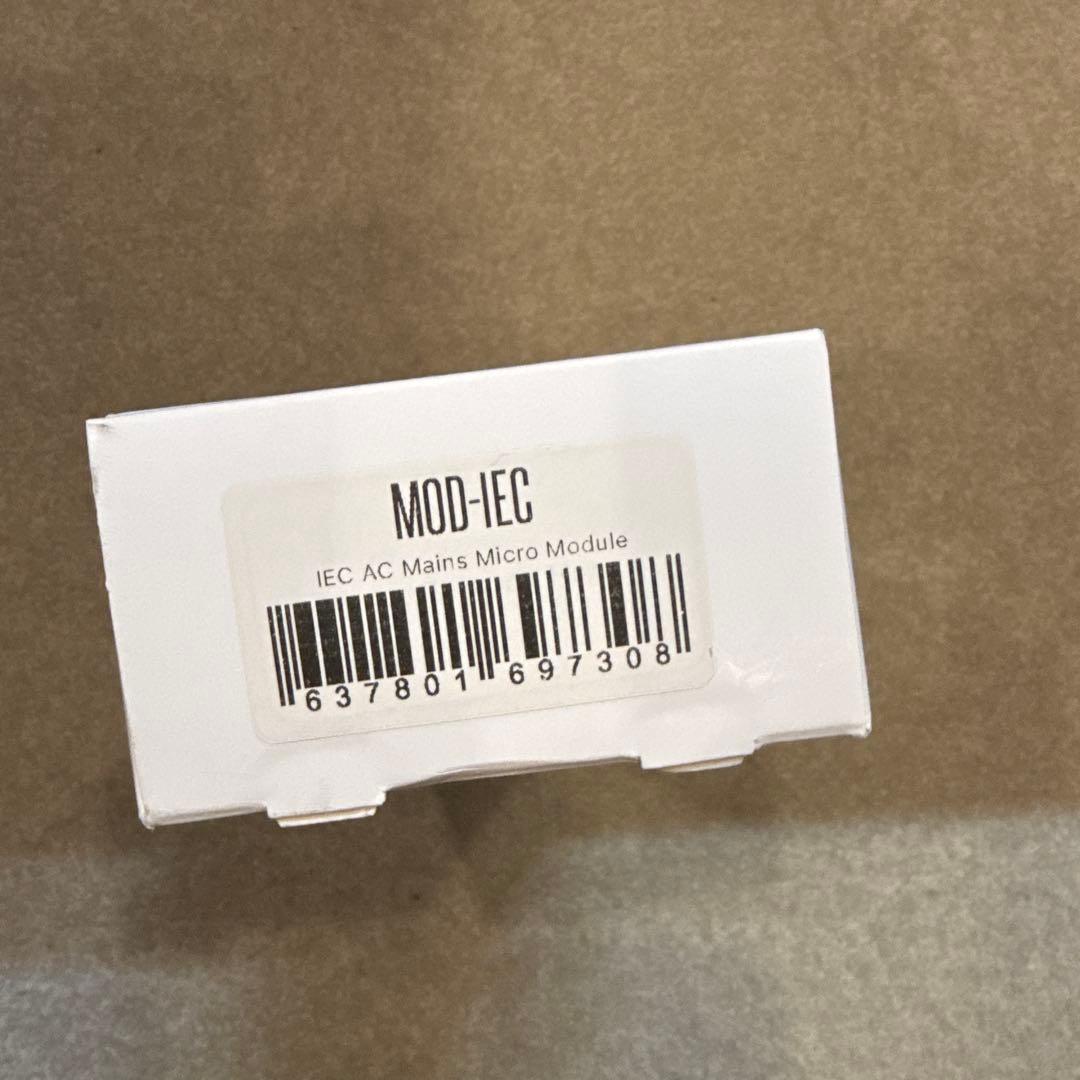 MOD-IEC
IEC AC Mains Micro Module
637801 697308